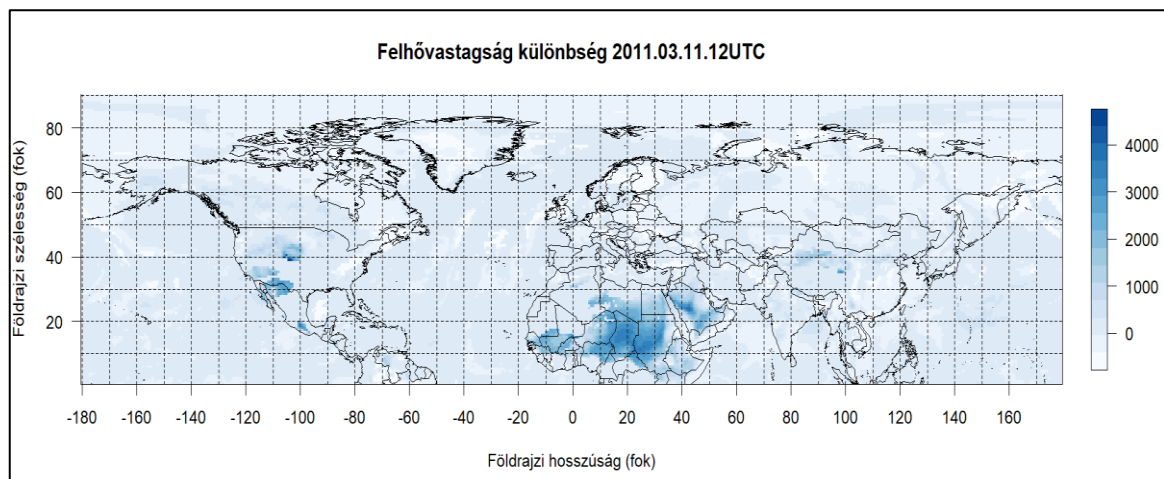 Felhővastagság különbség 2011.03.11.12UTC
Földrajzi szélesség (fok)
80
60
40
20
4000
3000
2000
1000
0
-180 -160 -140 -120 -100 -80 -60 -40 -20 0 20 40 60 80 100 120 140 160
Földrajzi hosszúság (fok)